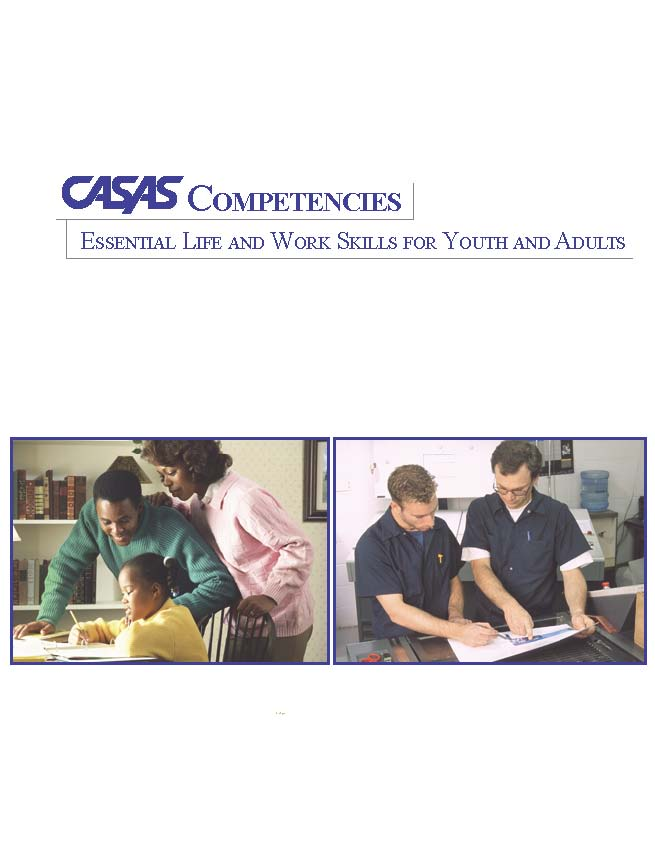 CASAS COMPETENCIES
ESSENTIAL LIFE AND WORK SKILLS FOR YOUTH AND ADULTS